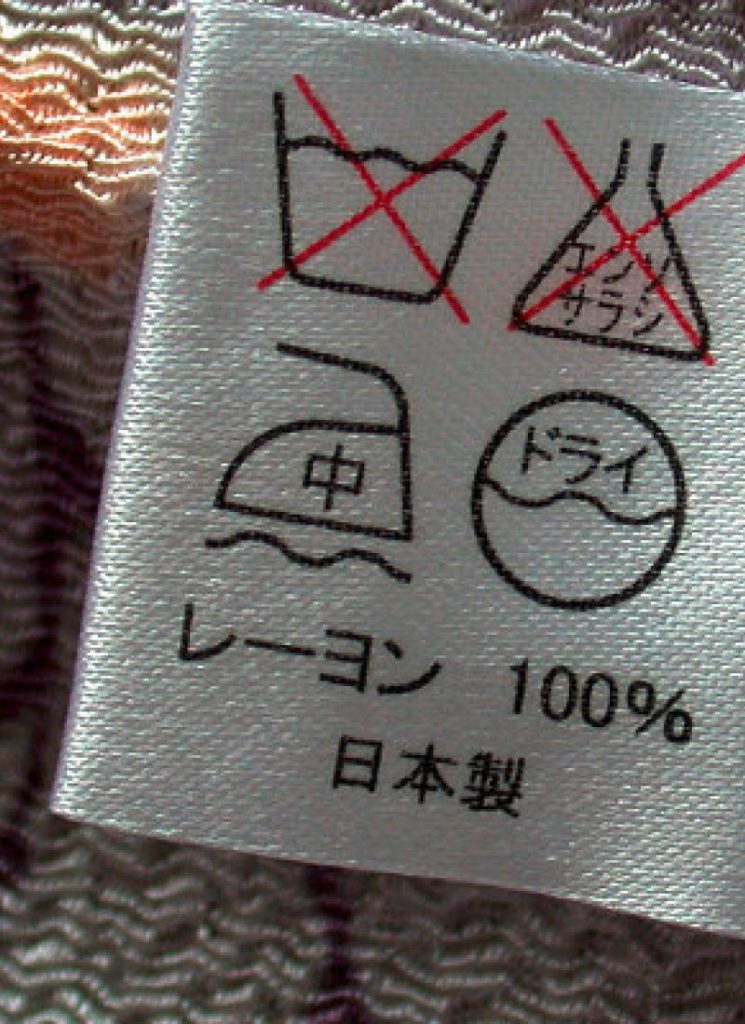 エンソ
サラシ
中
ドライ
レーヨン 100%
日本製